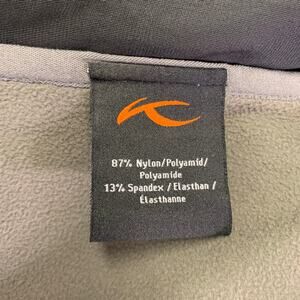 87% Nylon/Polyamid/
Polyamide
13% Spandex / Elasthan /
Élasthanne